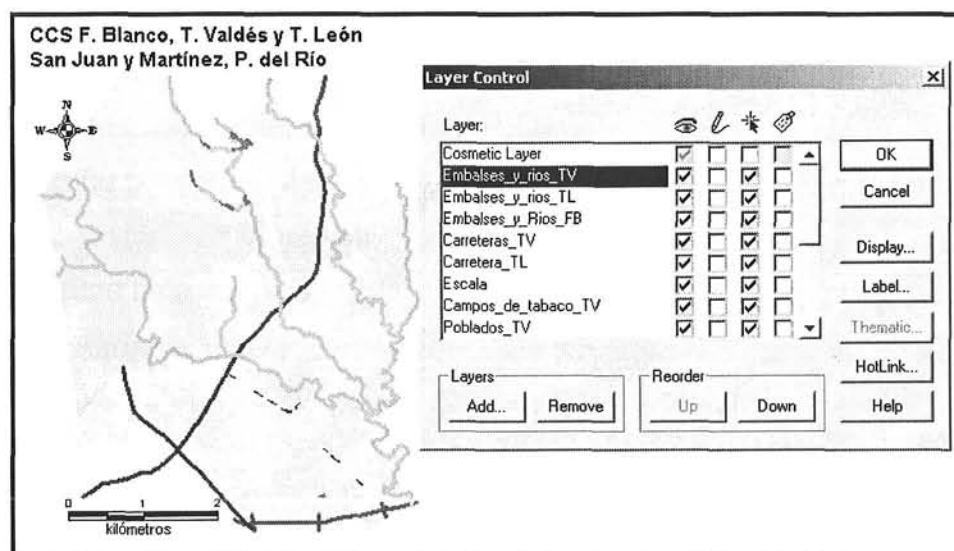 CCS F. Blanco, T. Valdés y T. León
San Juan y Martínez, P. del Río
N
W E
S
0 1 2
kilómetros
Layer Control
Layer:
Cosmetic Layer
Embalses_y_rios_TV
Embalses_y_rios_TL
Embalses_y_Rios_FB
Carreteras_TV
Carretera_TL
Escala
Campos_de_tabaco_TV
Poblados_TV
OK
Cancel
Display...
Label...
Thematic...
HotLink...
Help
Layers
Add... Remove
Reorder
Up Down